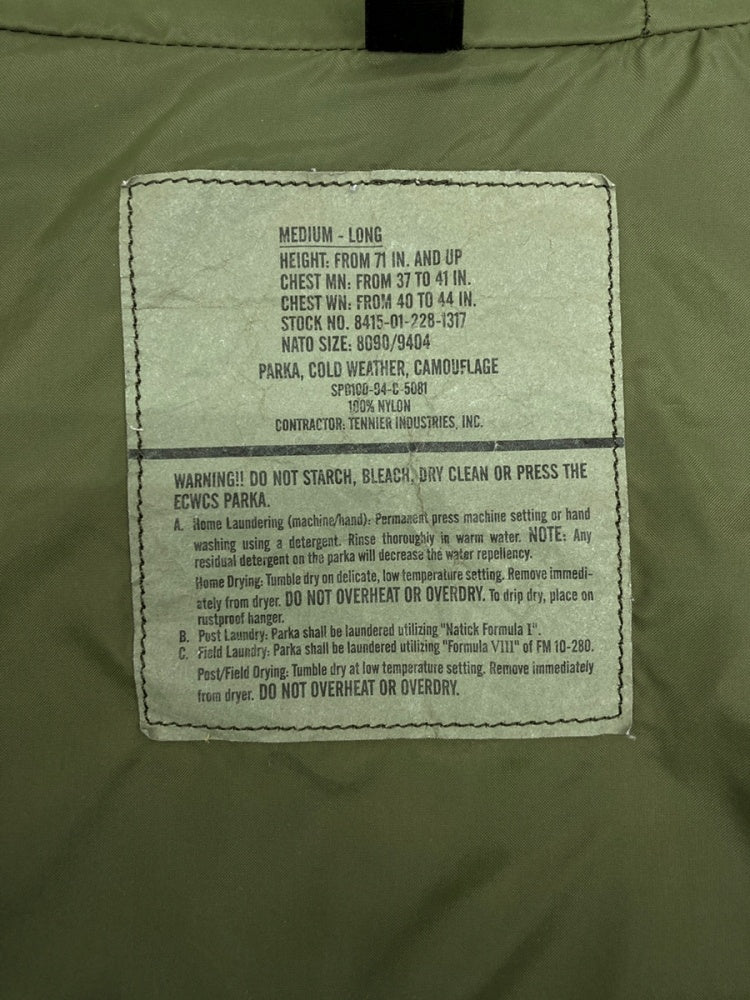 MEDIUM - LONG
HEIGHT: FROM 71 IN. AND UP
CHEST MN: FROM 37 TO 41 IN.
CHEST WN: FROM 40 TO 44 IN.
STOCK NO. 8415-01-228-1317
NATO SIZE: 8090/9404
PARKA, COLD WEATHER, CAMOUFLAGE
SPO100-94-C-5081
100% NYLON
CONTRACTOR: TENNIER INDUSTRIES, INC.
WARNING!! DO NOT STARCH, BLEACH, DRY CLEAN OR PRESS THE
ECWCS PARKA.
A. Home Laundering (machine/hand): Permanent press machine setting or hand
washing using a detergent. Rinse thoroughly in warm water. NOTE: Any
residual detergent on the parka will decrease the water repellency.
Home Drying: Tumble dry on delicate, low temperature setting. Remove immedi-
ately from dryer. DO NOT OVERHEAT OR OVERDRY. To drip dry, place on
rustproof hanger.
B. Post Laundry: Parka shall be laundered utilizing "Natick Formula I".
C. Field Laundry: Parka shall be laundered utilizing "Formula VIII" of FM 10-280.
Post/Field Drying: Tumble dry at low temperature setting. Remove immediately
from dryer. DO NOT OVERHEAT OR OVERDRY.